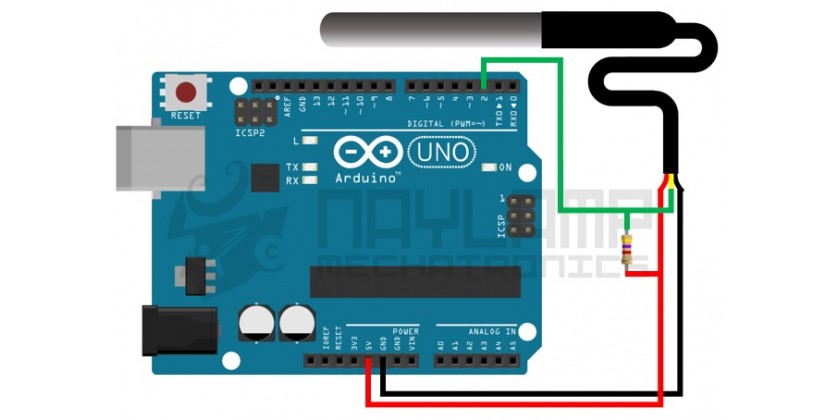 RESET
ICSP2
AREF
GND
13
12
~11
~10
~9
8
7
~6
~5
4
~3
2
TX0▶1
RX0◀0
DIGITAL (PWM=~)
L
TX
RX
UNO
Arduino™
ON
1
ICSP
NAYLAMP
MECHATRONICS
POWER
ANALOG IN
IOREF
RESET
3V3
5V
GND
GND
VIN
A0
A1
A2
A3
A4
A5